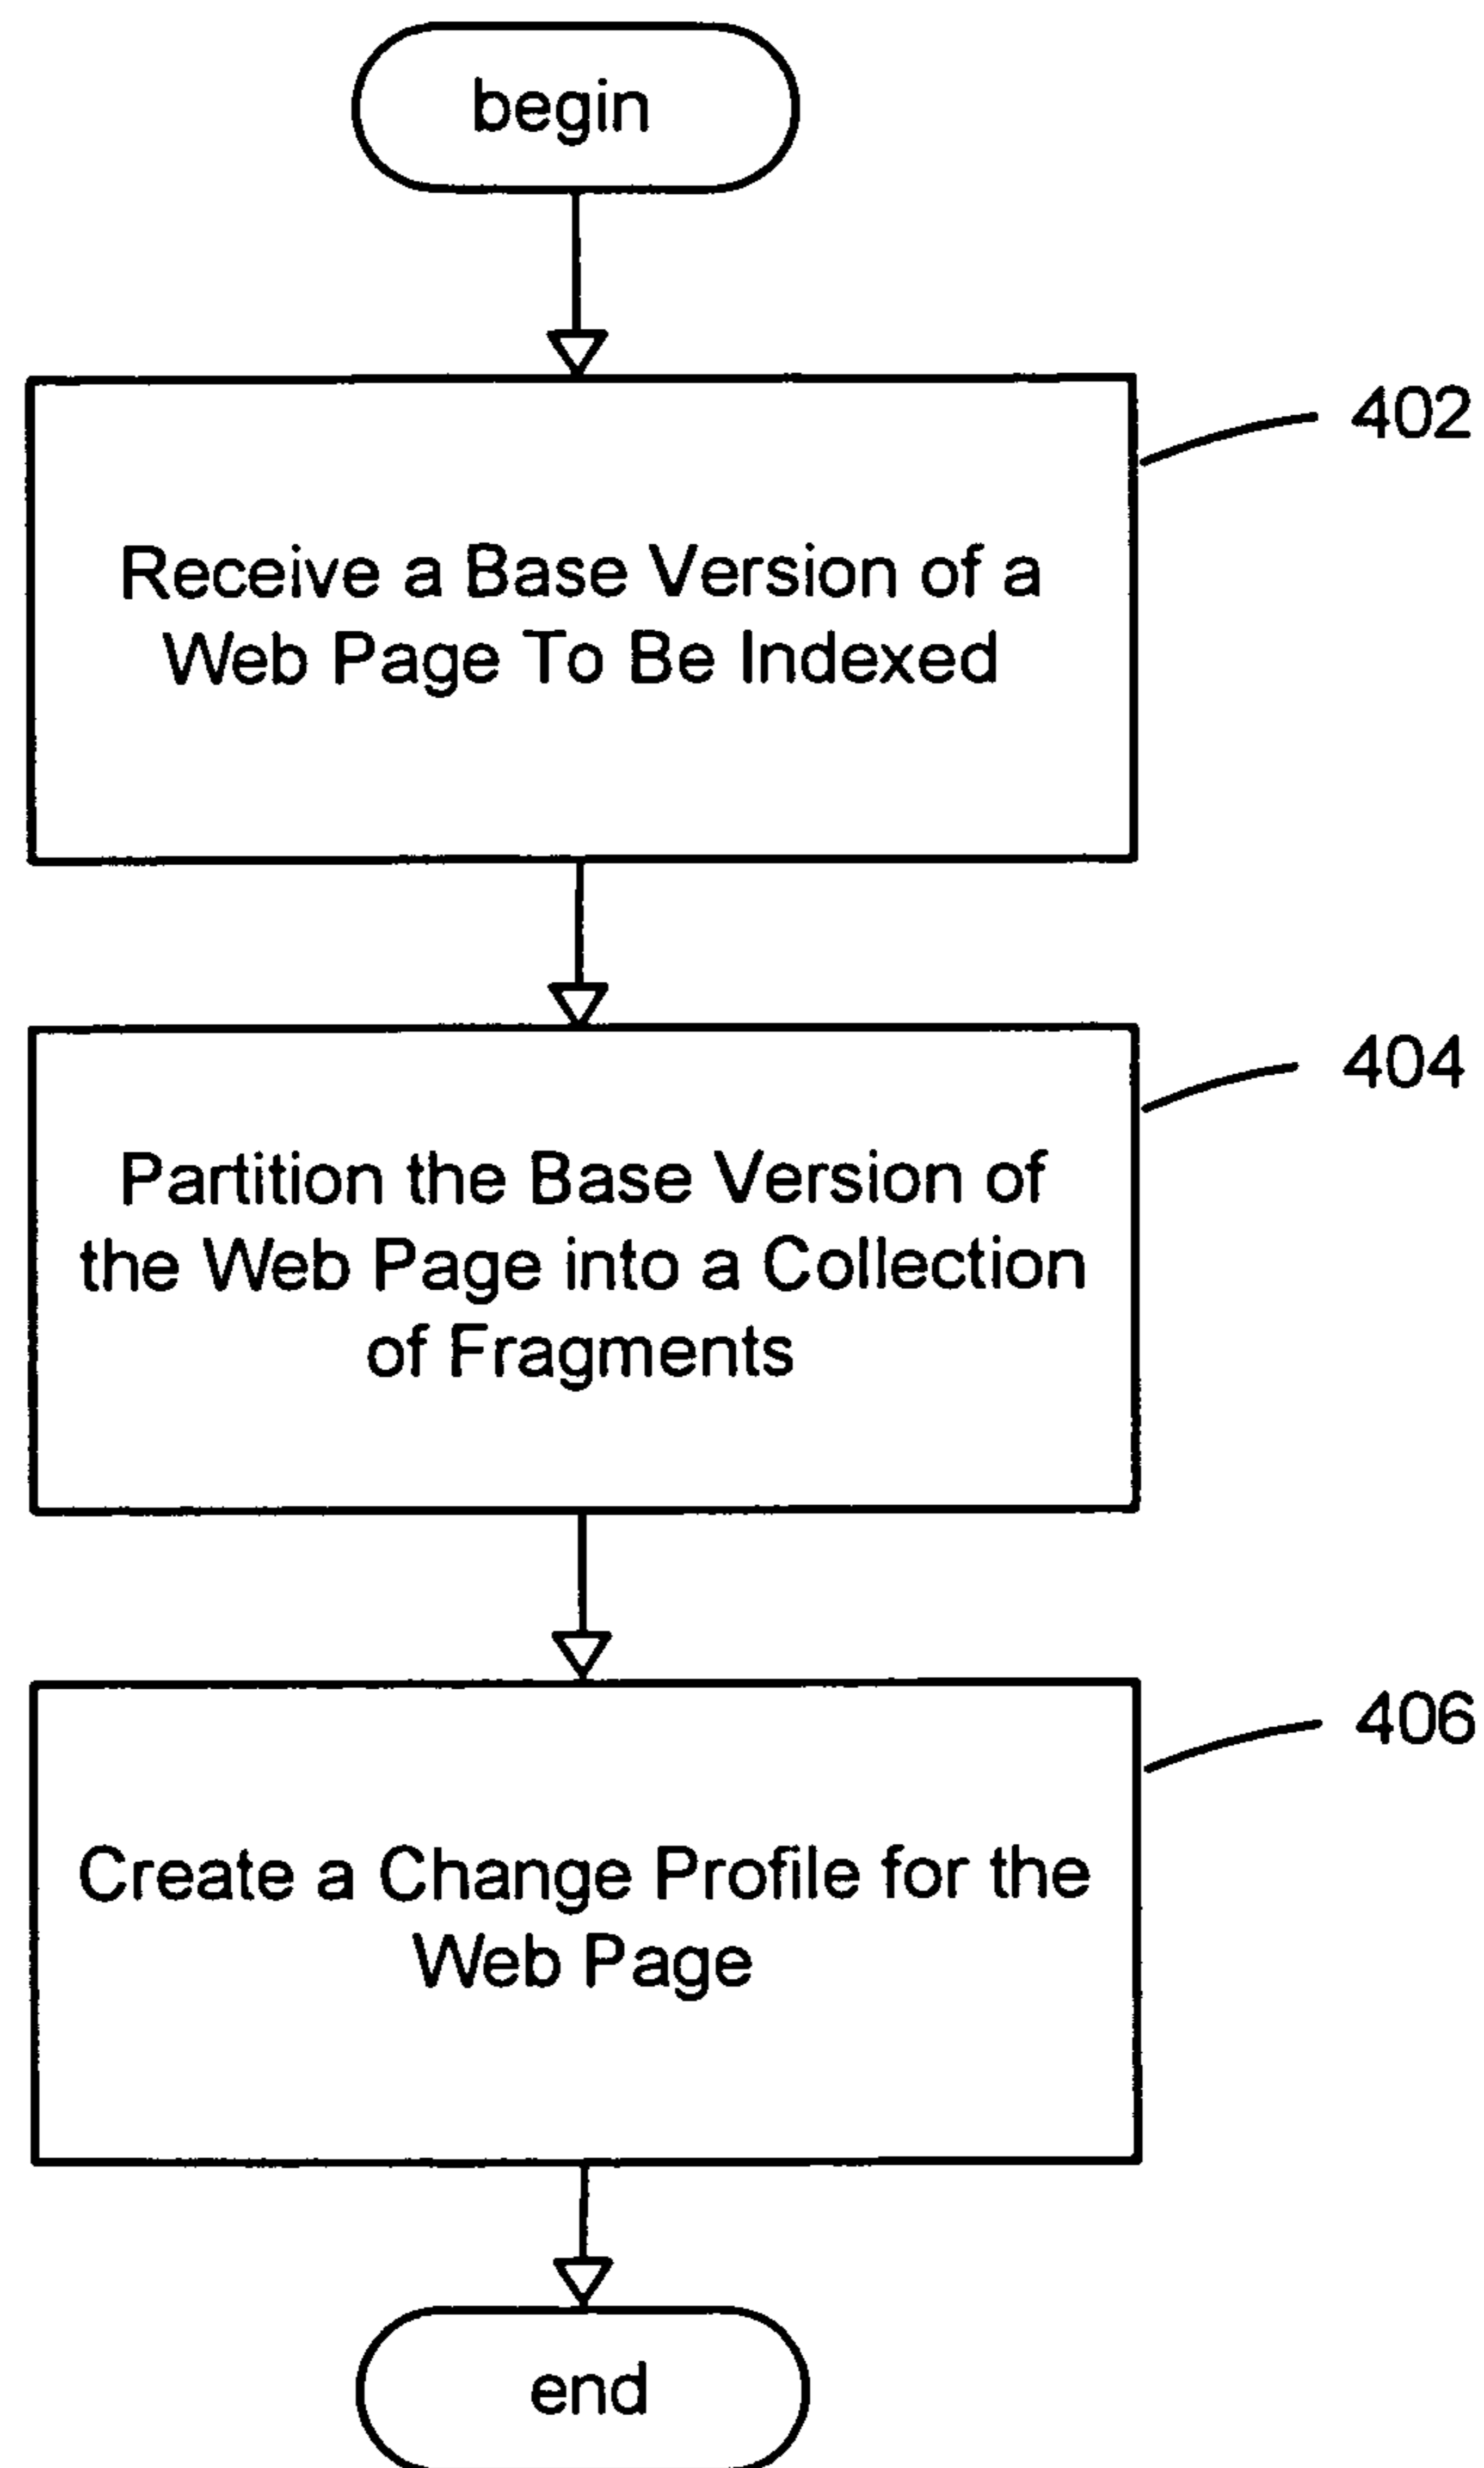 begin
402
Receive a Base Version of a
Web Page To Be Indexed
404
Partition the Base Version of
the Web Page into a Collection
of Fragments
406
Create a Change Profile for the
Web Page
end